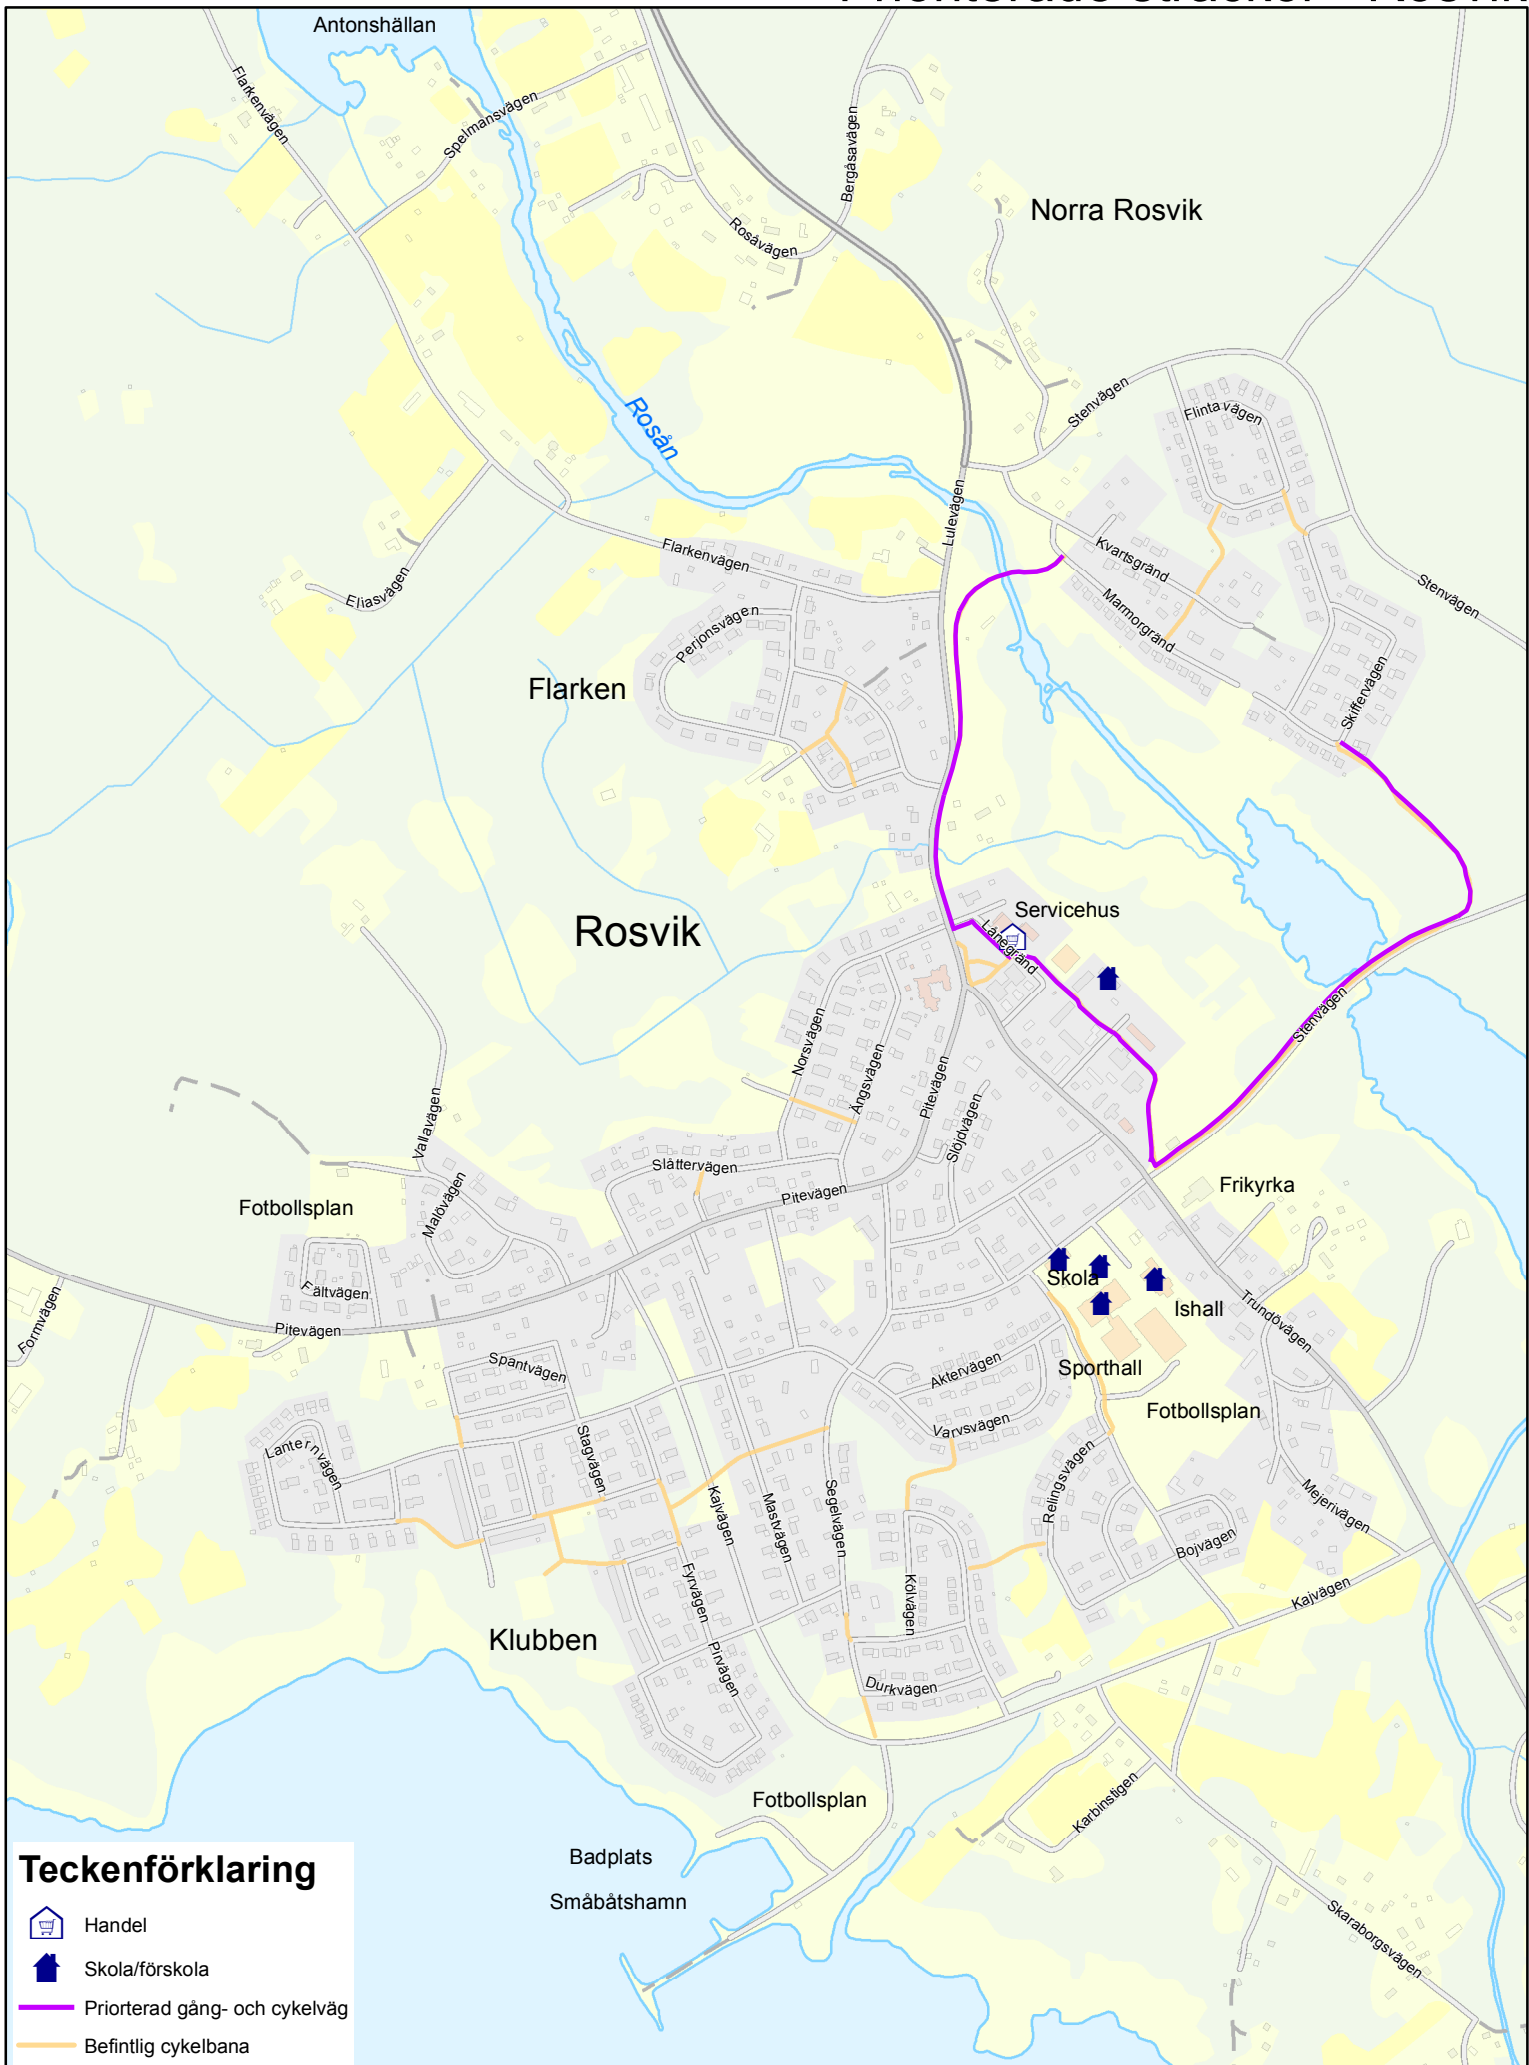 Antonshällan
Flarkenvägen
Spelmansvägen
Bergåsavägen
Norra Rosvik
Rosåvägen
Rosån
Stenvägen
Flintavägen
Lulevägen
Flarkenvägen
Kvartsgränd
Stenvägen
Eliasvägen
Marmorgränd
Perjonsvägen
Flarken
Skiffervägen
Servicehus
Rosvik
Lånegränd
Stenvägen
Norsvägen
Ängsvägen
Pitevägen
Slöjdvägen
Vallavägen
Slåttervägen
Pitevägen
Frikyrka
Fotbollsplan
Malövägen
Skola
Fältvägen
Ishall
Formvägen
Pitevägen
Trundövägen
Spantvägen
Aktervägen
Sporthall
Fotbollsplan
Varvsvägen
Lanternvägen
Stagvägen
Relingsvägen
Kajvägen
Mastvägen
Segelvägen
Mejerivägen
Bojvägen
Fyrvägen
Kölvägen
Kajvägen
Klubben
Pirvägen
Durkvägen
Fotbollsplan
Karbinstigen
Badplats
Småbåtshamn
Skaraborgsvägen
Teckenförklaring
Handel
Skola/förskola
Priorterad gång- och cykelväg
Befintlig cykelbana